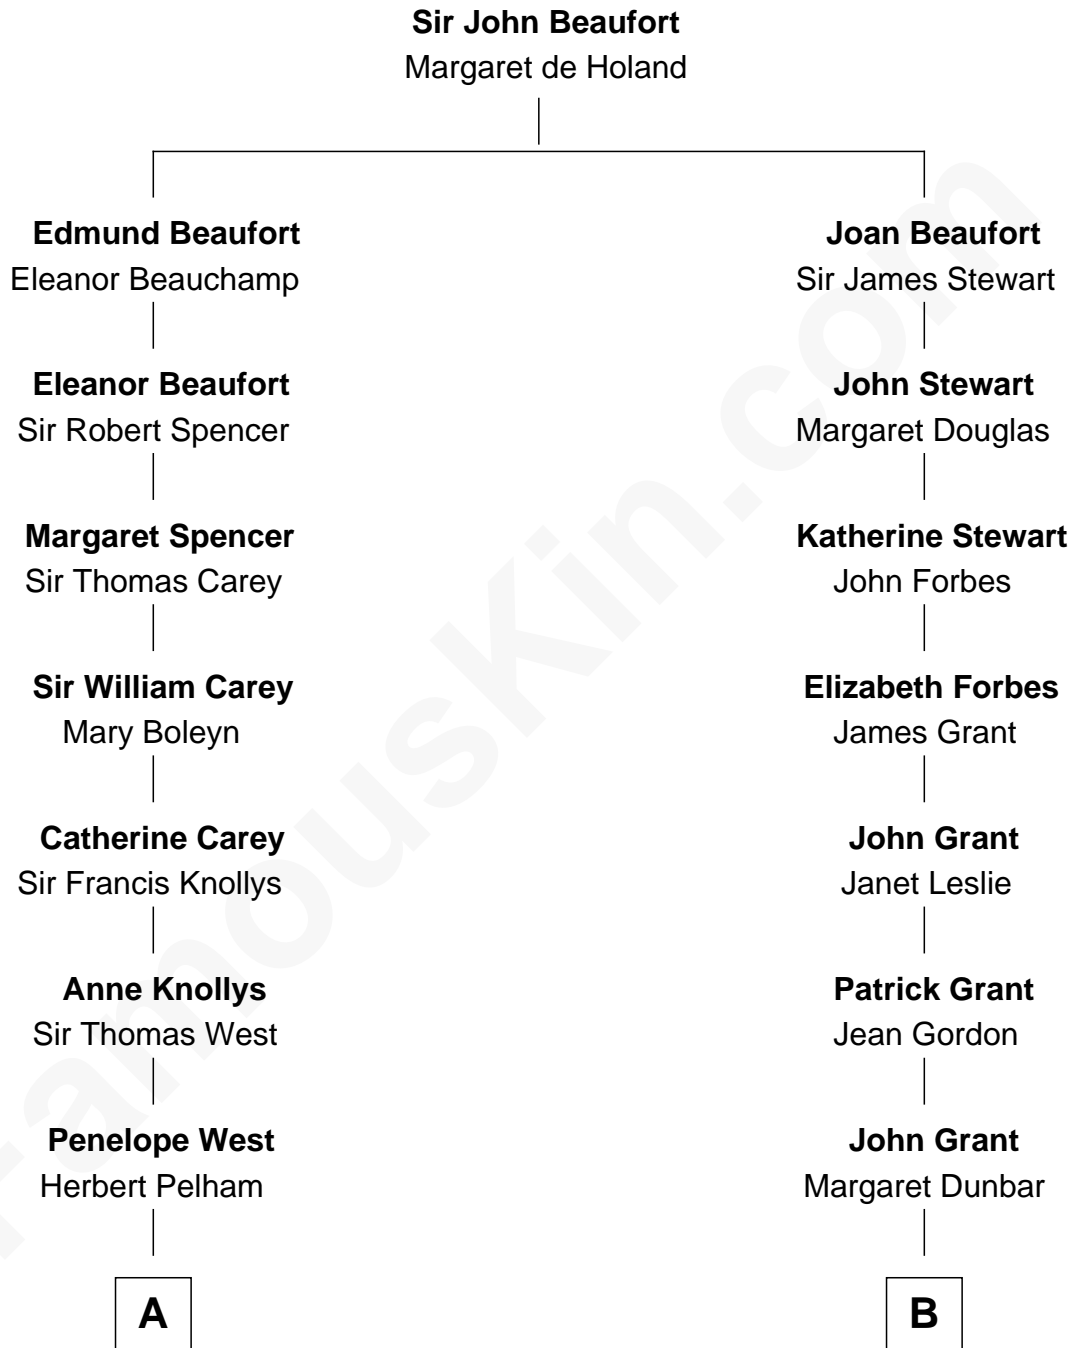 Sir John Beaufort
Margaret de Holand
Edmund Beaufort
Eleanor Beauchamp
Joan Beaufort
Sir James Stewart
Eleanor Beaufort
Sir Robert Spencer
John Stewart
Margaret Douglas
Margaret Spencer
Sir Thomas Carey
Katherine Stewart
John Forbes
Sir William Carey
Mary Boleyn
Elizabeth Forbes
James Grant
Catherine Carey
Sir Francis Knollys
John Grant
Janet Leslie
Anne Knollys
Sir Thomas West
Patrick Grant
Jean Gordon
Penelope West
Herbert Pelham
John Grant
Margaret Dunbar
A
B
FamousKin.com